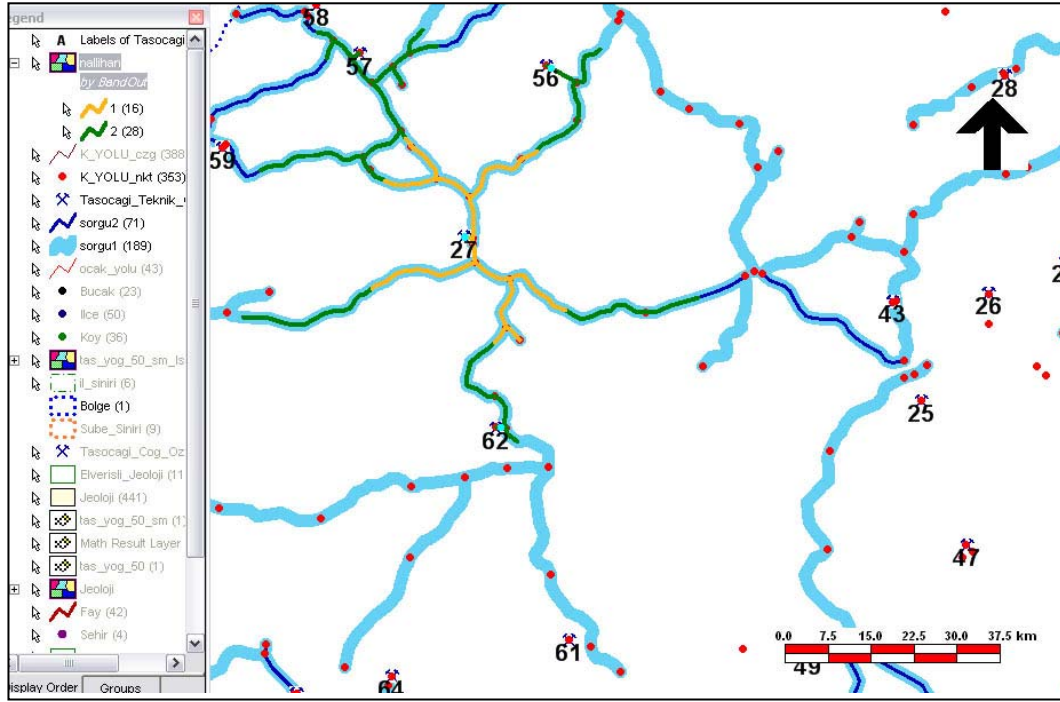 egend
Labels of Tasocagi
nallihan
by BandOut
1 (16)
2 (28)
K_YOLU_czg (388
K_YOLU_nkt (353)
Tasocagi_Teknik_
sorgu2 (71)
sorgu1 (189)
ocak_yolu (43)
Bucak (23)
Ilce (50)
Koy (36)
tas_yog_50_sm_Is
il_siniri (6)
Bolge (1)
Sube_Siniri (9)
Tasocagi_Cog_Oz
Elverisli_Jeoloji (11
Jeoloji (441)
tas_yog_50_sm (1)
Math Result Layer
tas_yog_50 (1)
Jeoloji
Fay (42)
Sehir (4)
isplay Order Groups
58
57
56
28
59
27
43
26
2
25
62
47
61
64
49
0.0 7.5 15.0 22.5 30.0 37.5 km